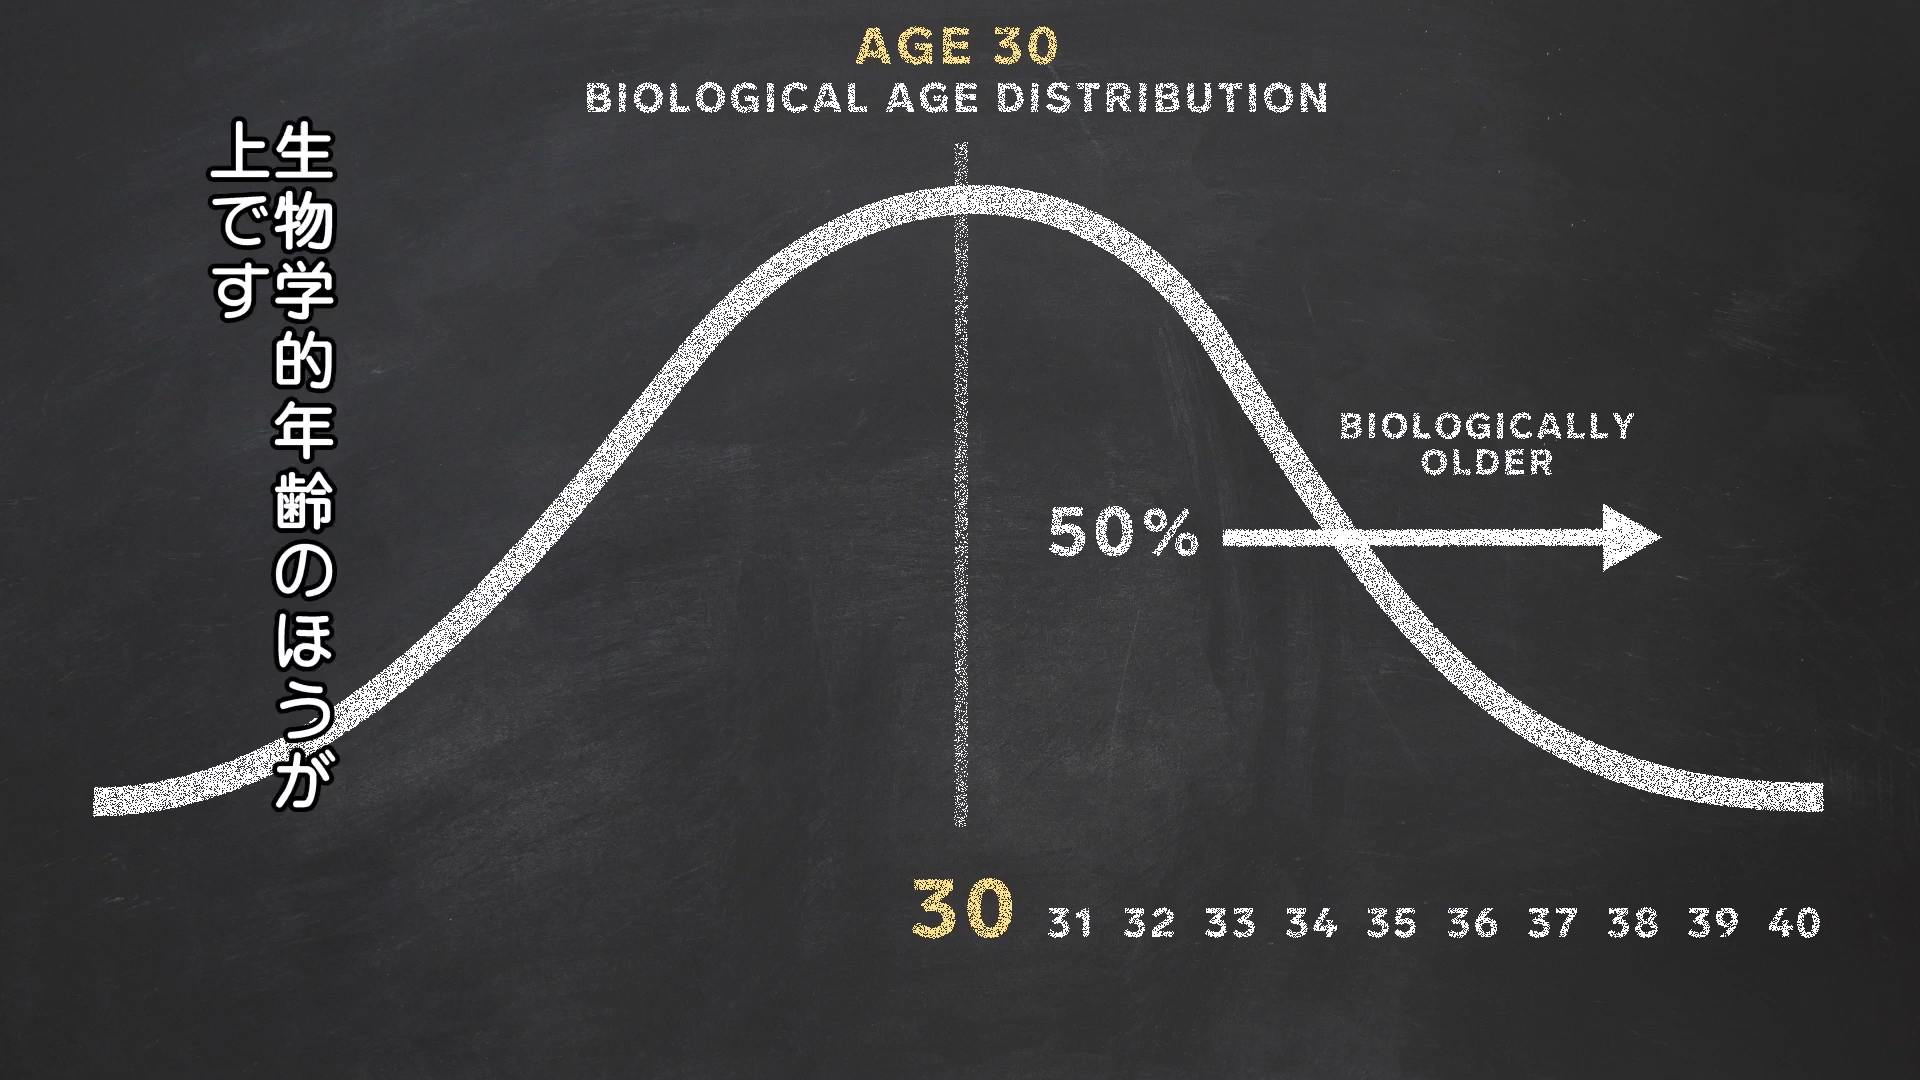 AGE 30
BIOLOGICAL AGE DISTRIBUTION
生物学的年齢のほうが
上です
BIOLOGICALLY
OLDER
50%
30 31 32 33 34 35 36 37 38 39 40